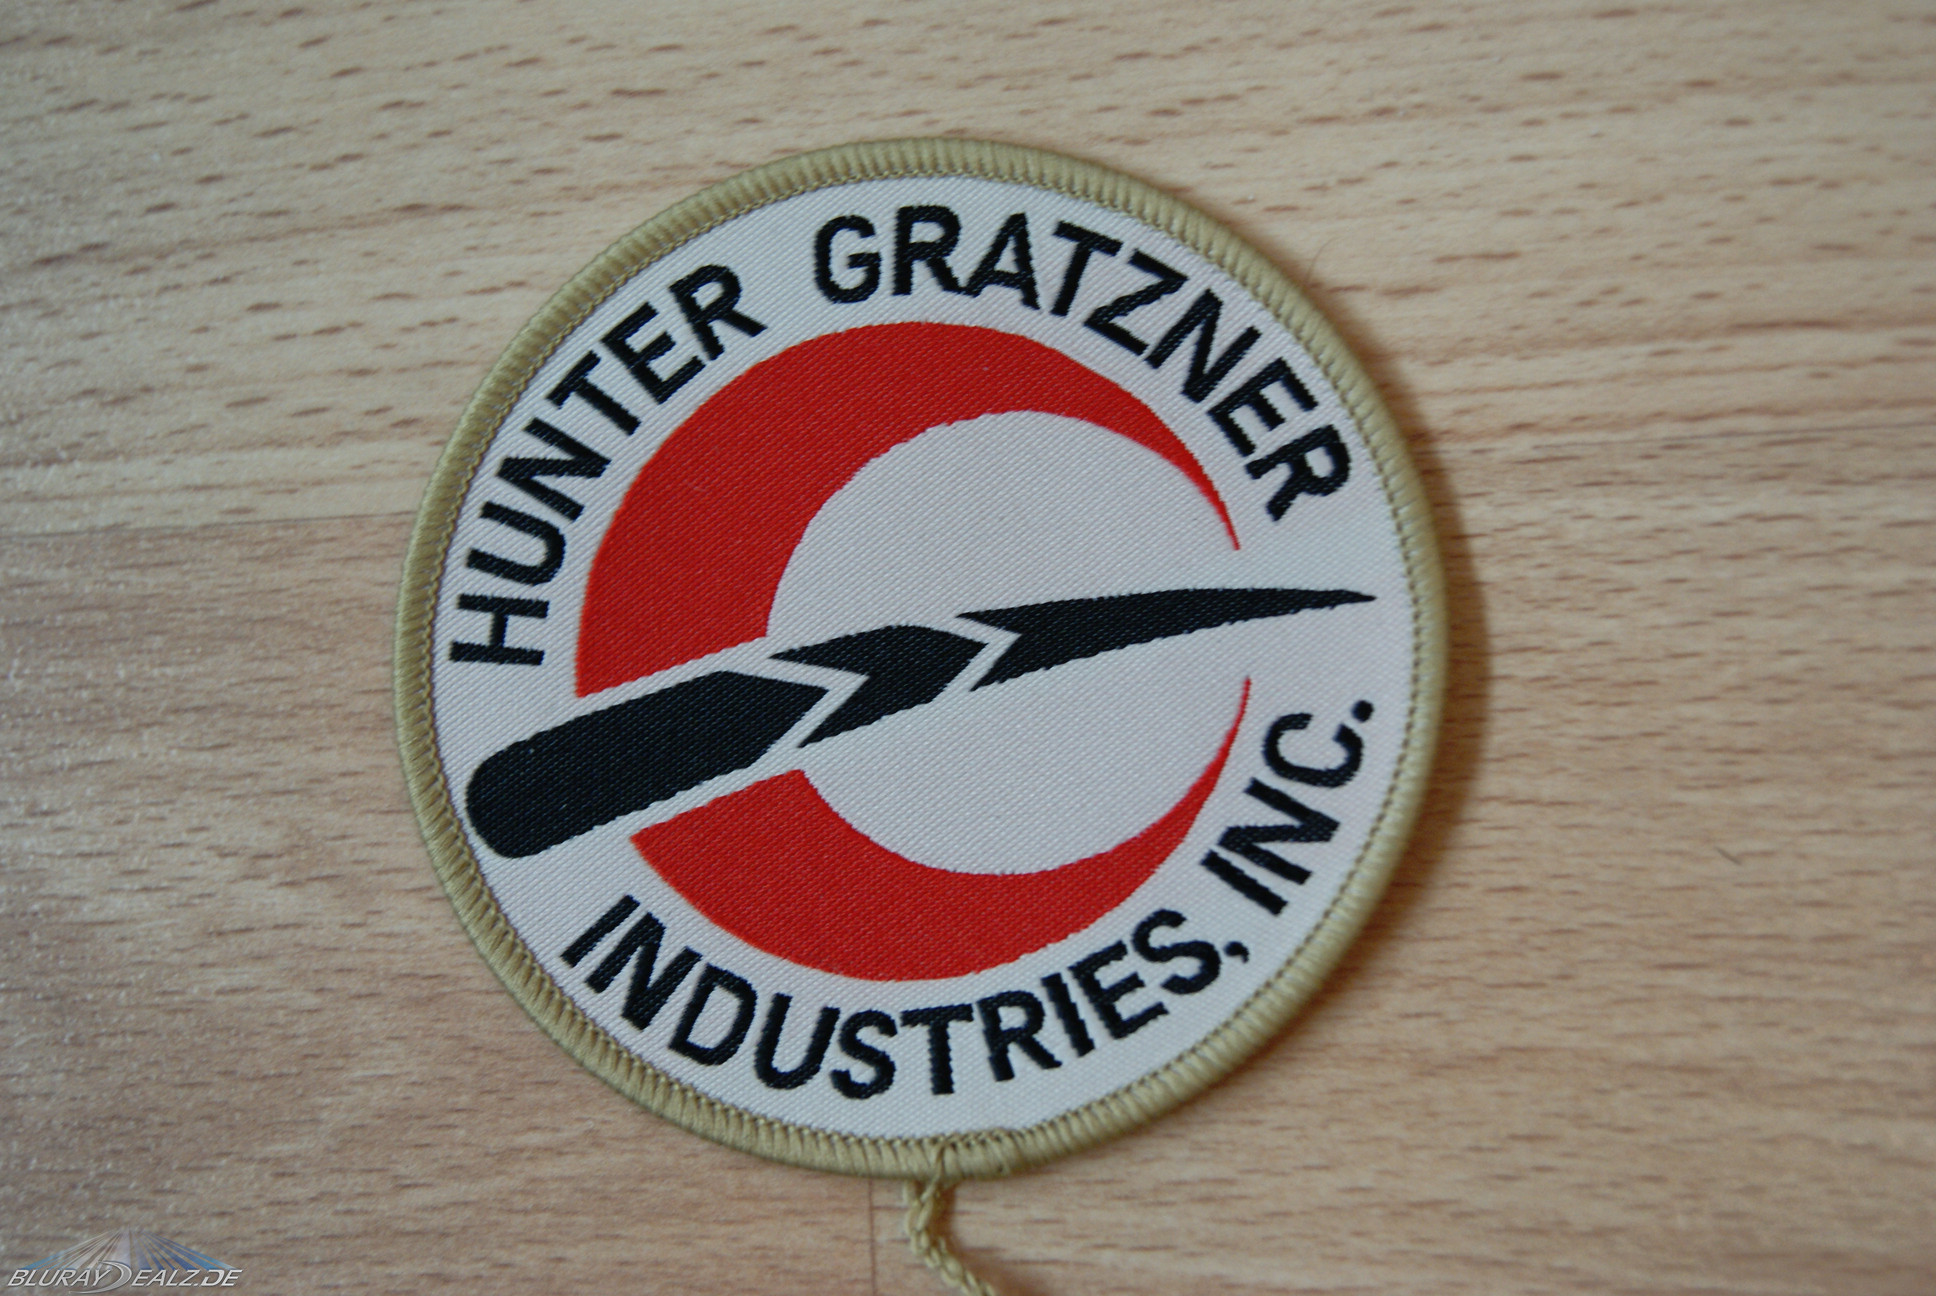 HUNTER GRATZNER
INDUSTRIES, INC.
BLURAYDEALZ.DE